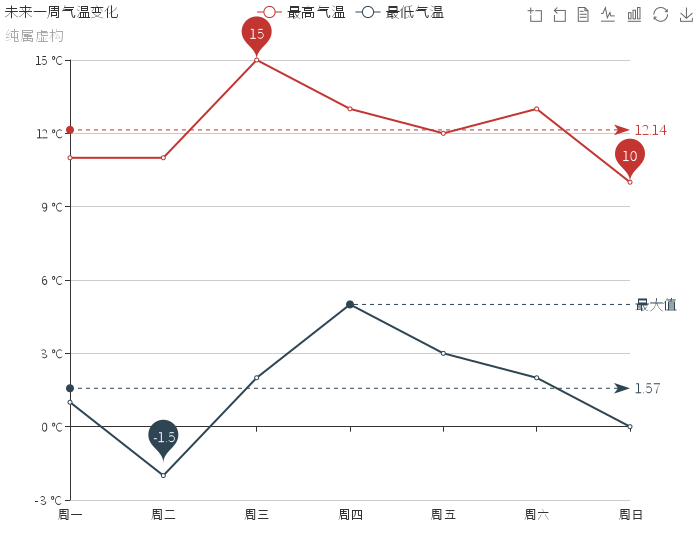 未来一周气温变化
最高气温 最低气温
纯属虚构
15
15 °C
12 °C
12.14
10
9 °C
6 °C
最大值
3 °C
1.57
0 °C
-1.5
-3 °C
周一 周二 周三 周四 周五 周六 周日